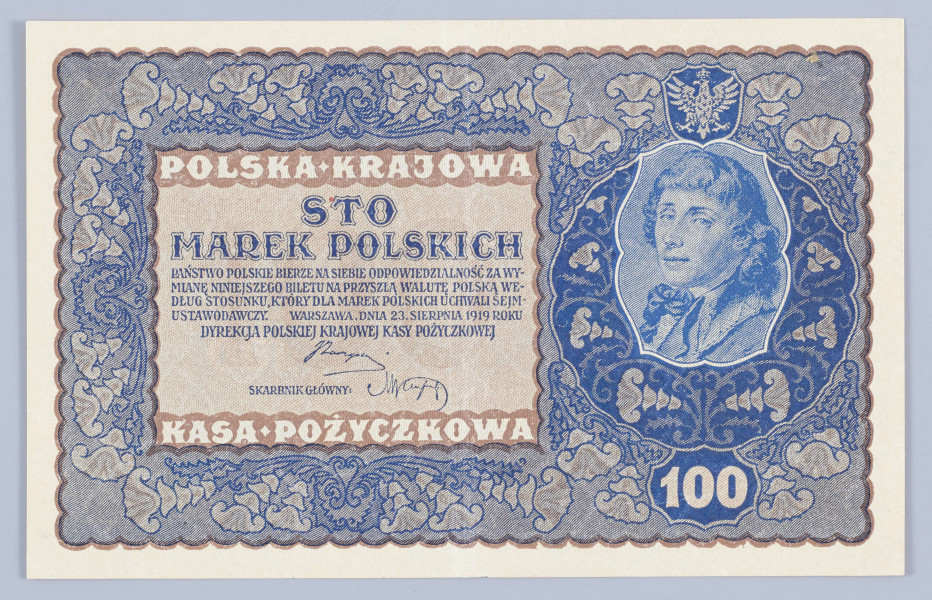 POLSKA·KRAJOWA
STO
MAREK POLSKICH
PAŃSTWO POLSKIE BIERZE NA SIEBIE ODPOWIEDZIALNOŚĆ ZA WY-
MIANĘ NINIEJSZEGO BILETU NA PRZYSZŁĄ WALUTĘ POLSKĄ WE-
DŁUG STOSUNKU, KTÓRY DLA MAREK POLSKICH UCHWALI SEJM-
USTAWODAWCZY. WARSZAWA, DNIA 23. SIERPNIA 1919 ROKU
DYREKCJA POLSKIEJ KRAJOWEJ KASY POŻYCZKOWEJ
SKARBNIK GŁÓWNY:
KASA·POŻYCZKOWA
100